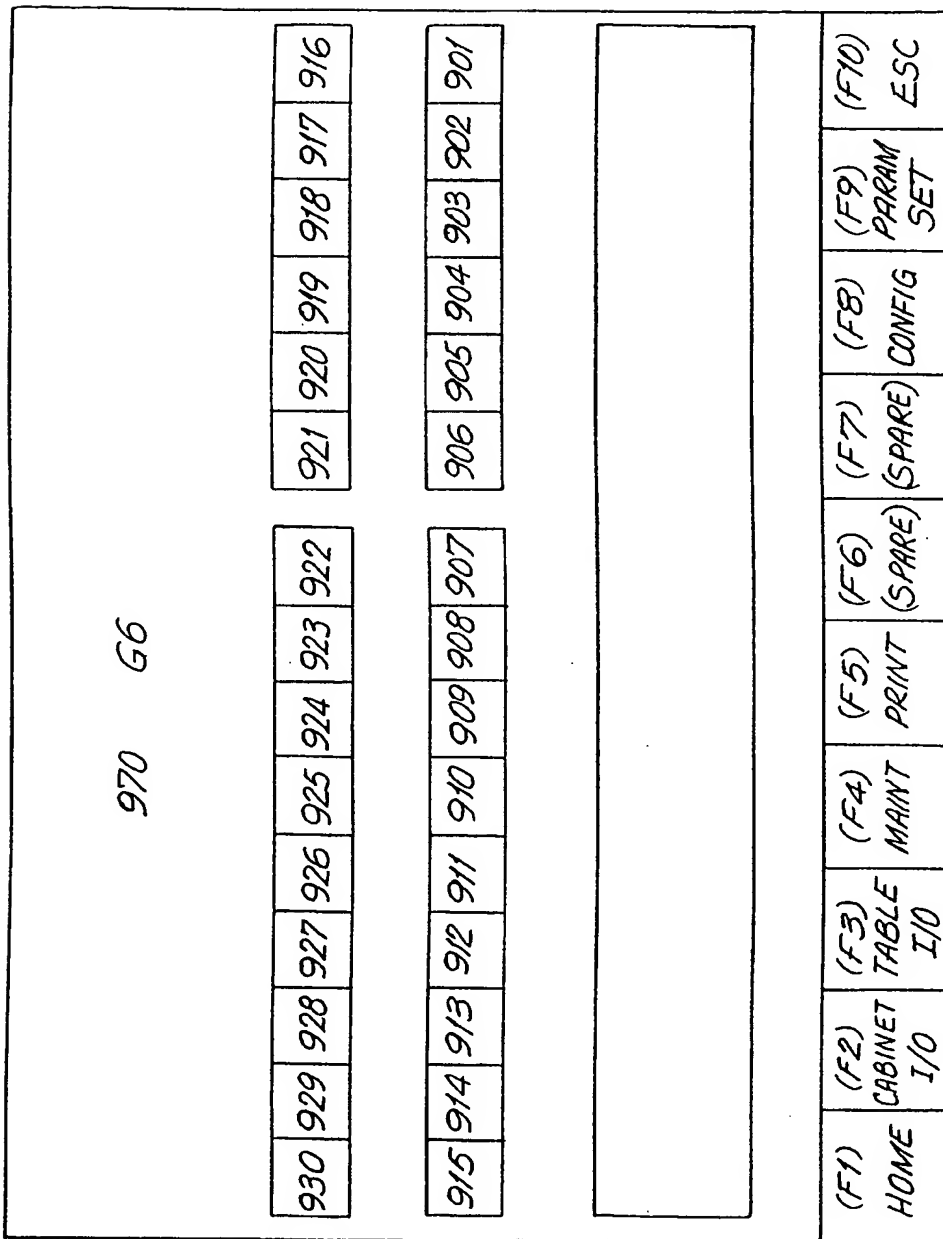 970 G6
930 929 928 927 926 925 924 923 922 921 920 919 918 917 916
915 914 913 912 911 910 909 908 907 906 905 904 903 902 901
(F1) (F2) (F3) (F4) (F5) (F6) (F7) (F8) (F9) (F10)
HOME CABINET TABLE MAINT PRINT (SPARE) (SPARE) CONFIG PARAM ESC
I/O I/O SET